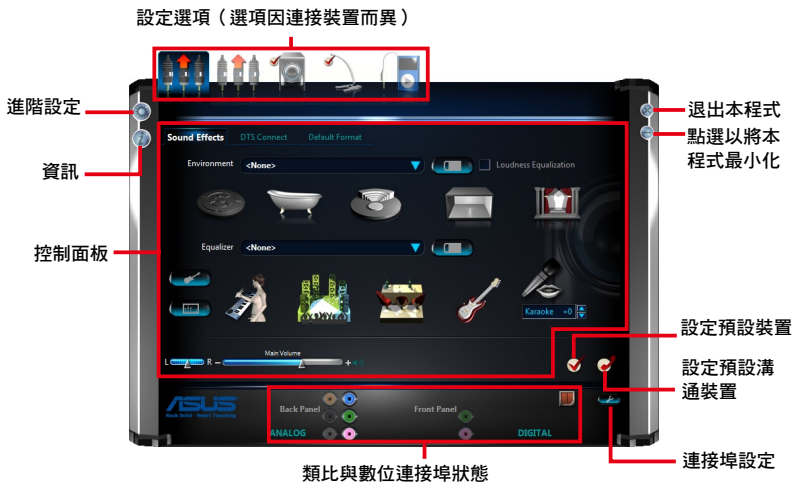 設定選項（選項因連接裝置而異）
進階設定
資訊
控制面板
退出本程式
點選以將本
程式最小化
Sound Effects
DTS Connect
Default Format
Environment
<None>
Loudness Equalization
Equalizer
<None>
Karaoke
+0
L
R
-
Main Volume
+
設定預設裝置
設定預設溝
通裝置
ASUS
Rock Solid · Heart Touching
Back Panel
Front Panel
ANALOG
DIGITAL
連接埠設定
類比與數位連接埠狀態